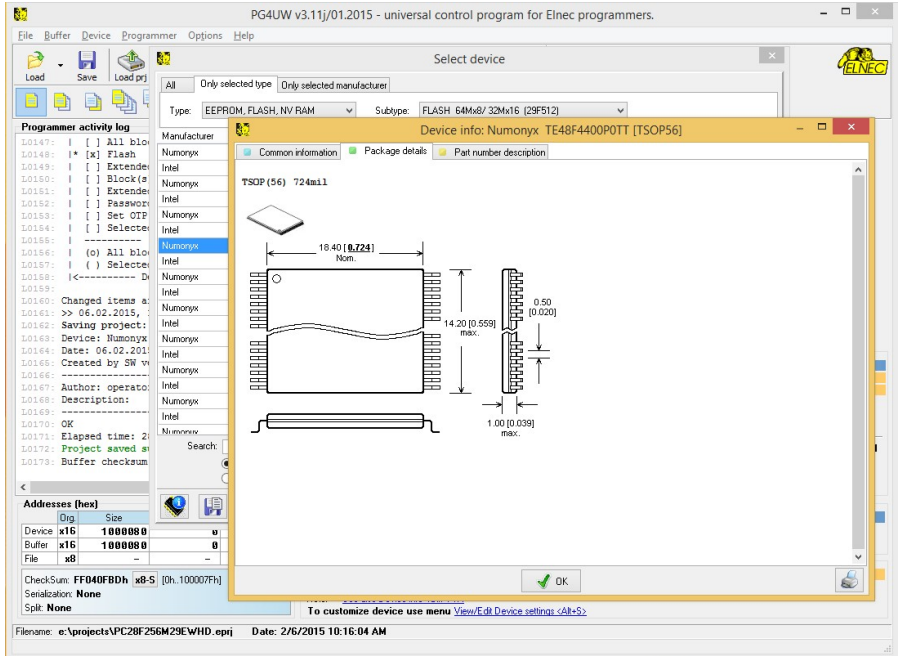 PG4UW v3.11j/01.2015 - universal control program for Elnec programmers.
File Buffer Device Programmer Options Help
Load Save Load prj
ELNEC
Select device
All Only selected type Only selected manufacturer
Type: EEPROM, FLASH, NV RAM Subtype: FLASH 64Mx8/ 32Mx16 (29F512)
Programmer activity log
Manufacturer
L0147: | [ ] All blo
L0148: |* [x] Flash
L0149: | [ ] Extende
L0150: | [ ] Block(s
L0151: | [ ] Extende
L0152: | [ ] Passwor
L0153: | [ ] Set OTP
L0154: | [ ] Selecte
L0155: | ----------
L0156: | (o) All blo
L0157: | ( ) Selecte
L0158: |<---------- D
L0159:
L0160: Changed items a
L0161: >> 06.02.2015,
L0162: Saving project:
L0163: Device: Numonyx
L0164: Date: 06.02.201
L0165: Created by SW v
L0166: ---------------
L0167: Author: operato
L0168: Description:
L0169: ---------------
L0170: OK
L0171: Elapsed time: 2
L0172: Project saved s
L0173: Buffer checksum
Numonyx
Intel
Numonyx
Intel
Numonyx
Intel
Numonyx
Intel
Numonyx
Intel
Numonyx
Intel
Numonyx
Intel
Numonyx
Intel
Numonyx
Intel
Numonyx
Search:
Device info: Numonyx TE48F4400P0TT [TSOP56]
Common information Package details Part number description
TSOP(56) 724mil
18.40 [0.724]
Nom.
0.50
[0.020]
14.20 [0.559]
max.
1.00 [0.039]
max.
OK
Addresses (hex)
Org. Size
Device x16 1000080 0
Buffer x16 1000080 0
File x8 - -
CheckSum: FF040FBDh x8-S [0h..100007Fh]
Serialization: None
Split: None
To customize device use menu View/Edit Device settings <Alt+S>
Filename: e:\projects\PC28F256M29EWHD.eprj Date: 2/6/2015 10:16:04 AM